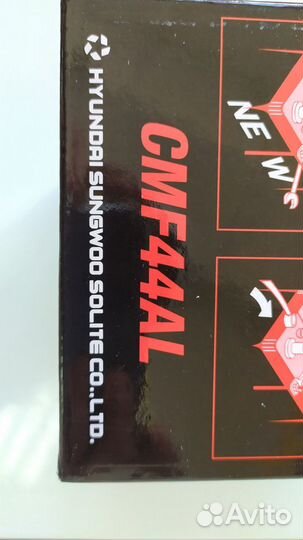 NEW
CMF44AL
HYUNDAI SUNGWOO SOLITE CO.,LTD.
Avito